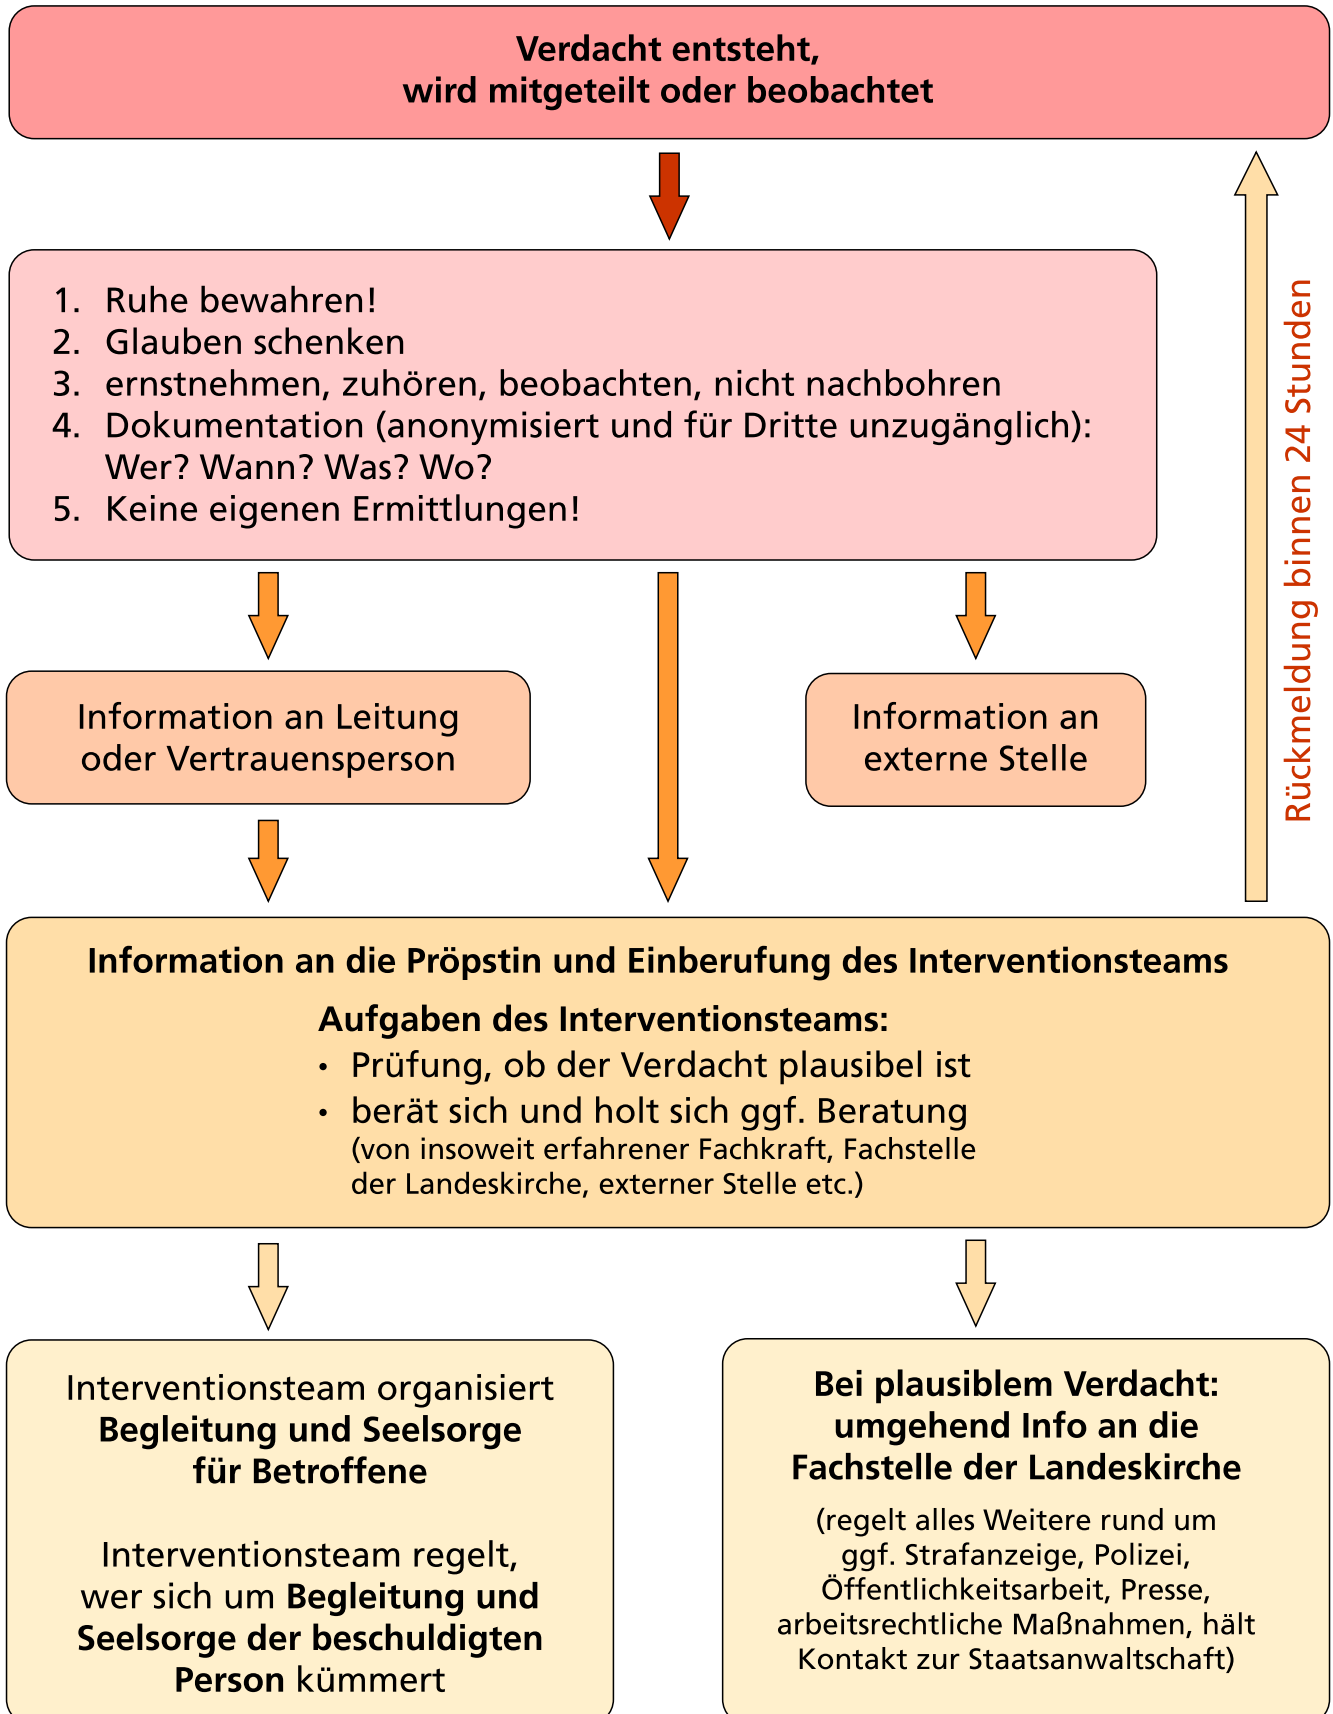 Verdacht entsteht,
wird mitgeteilt oder beobachtet
1. Ruhe bewahren!
2. Glauben schenken
3. ernstnehmen, zuhören, beobachten, nicht nachbohren
4. Dokumentation (anonymisiert und für Dritte unzugänglich):
Wer? Wann? Was? Wo?
5. Keine eigenen Ermittlungen!
Rückmeldung binnen 24 Stunden
Information an Leitung
oder Vertrauensperson
Information an
externe Stelle
Information an die Pröpstin und Einberufung des Interventionsteams
Aufgaben des Interventionsteams:
• Prüfung, ob der Verdacht plausibel ist
• berät sich und holt sich ggf. Beratung
(von insoweit erfahrener Fachkraft, Fachstelle
der Landeskirche, externer Stelle etc.)
Interventionsteam organisiert
Begleitung und Seelsorge
für Betroffene
Interventionsteam regelt,
wer sich um Begleitung und
Seelsorge der beschuldigten
Person kümmert
Bei plausiblem Verdacht:
umgehend Info an die
Fachstelle der Landeskirche
(regelt alles Weitere rund um
ggf. Strafanzeige, Polizei,
Öffentlichkeitsarbeit, Presse,
arbeitsrechtliche Maßnahmen, hält
Kontakt zur Staatsanwaltschaft)